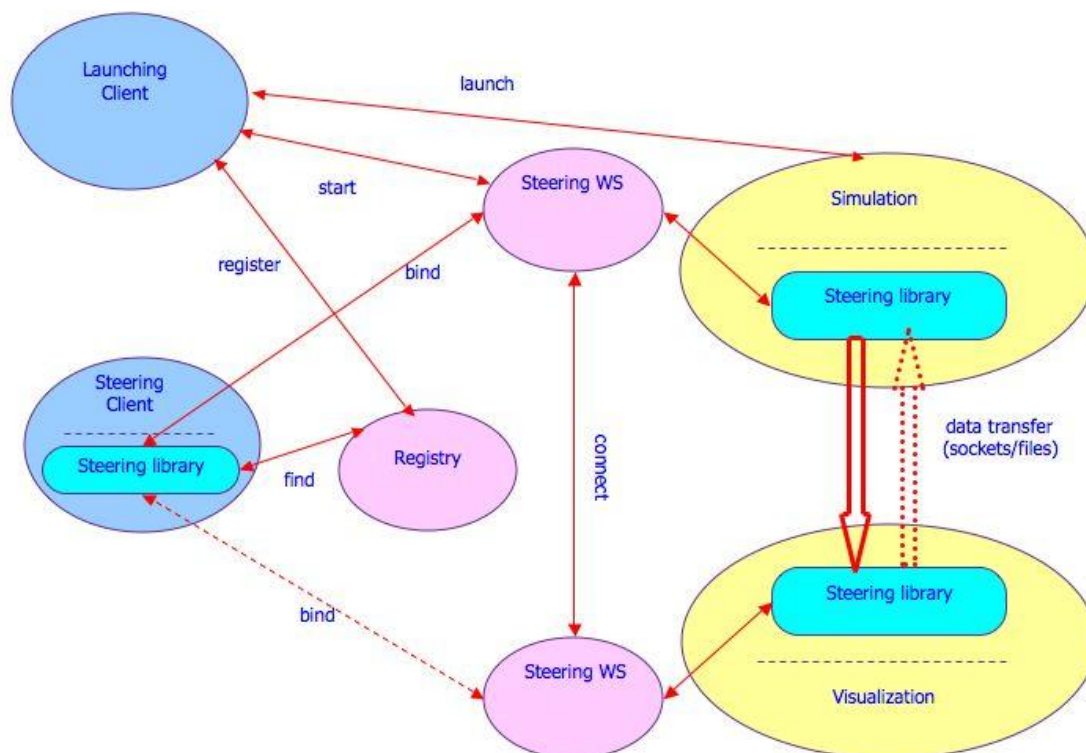 Launching
Client
launch
start
Steering WS
Simulation
register
bind
Steering library
Steering
Client
Steering library
find
Registry
connect
data transfer
(sockets/files)
bind
Steering library
Steering WS
Visualization